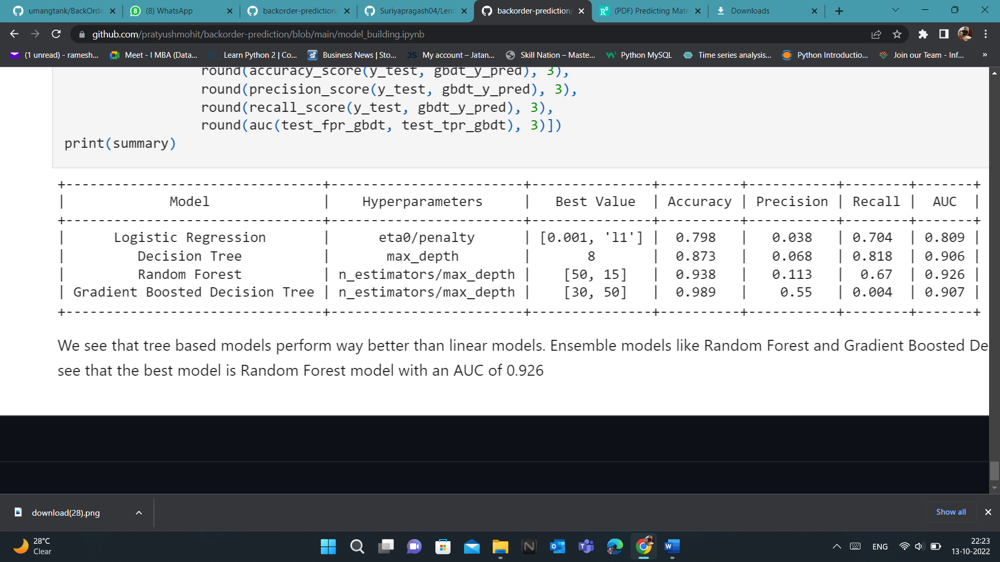 umangtank/BackOrde
(8) WhatsApp
backorder-prediction/
Suriyapragash04/Lend
backorder-prediction/
(PDF) Predicting Mate
Downloads
github.com/pratyushmohit/backorder-prediction/blob/main/model_building.ipynb
(1 unread) - ramesh...
Meet - I MBA (Data...
Learn Python 2 | Co...
Business News | Sto...
JS My account – Jatan...
Skill Nation – Maste...
Python MySQL
Time series analysis...
Python Introductio...
Join our Team - Inf...
»
round(accuracy_score(y_test, gbdt_y_pred), 3),
round(precision_score(y_test, gbdt_y_pred), 3),
round(recall_score(y_test, gbdt_y_pred), 3),
round(auc(test_fpr_gbdt, test_tpr_gbdt), 3)])
print(summary)
+--------------------------------+------------------------+---------------+----------+-----------+--------+-------+
| Model | Hyperparameters | Best Value | Accuracy | Precision | Recall | AUC |
+--------------------------------+------------------------+---------------+----------+-----------+--------+-------+
| Logistic Regression | eta0/penalty | [0.001, 'l1'] | 0.798 | 0.038 | 0.704 | 0.809 |
| Decision Tree | max_depth | 8 | 0.873 | 0.068 | 0.818 | 0.906 |
| Random Forest | n_estimators/max_depth | [50, 15] | 0.938 | 0.113 | 0.67 | 0.926 |
| Gradient Boosted Decision Tree | n_estimators/max_depth | [30, 50] | 0.989 | 0.55 | 0.004 | 0.907 |
+--------------------------------+------------------------+---------------+----------+-----------+--------+-------+
We see that tree based models perform way better than linear models. Ensemble models like Random Forest and Gradient Boosted De
see that the best model is Random Forest model with an AUC of 0.926
download(28).png
Show all
28°C
Clear
ENG
22:23
13-10-2022